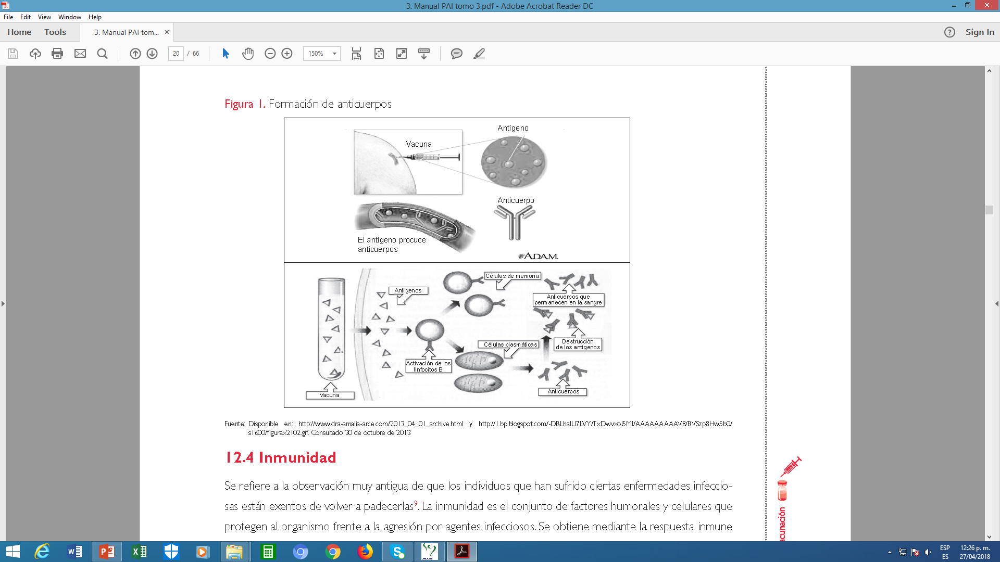 3. Manual PAI tomo 3.pdf - Adobe Acrobat Reader DC
File Edit View Window Help
Home Tools 3. Manual PAI tom... × Sign In
20 / 66 150%
Figura 1. Formación de anticuerpos
Antígeno
Vacuna
Anticuerpo
El antígeno procuce
anticuerpos
A.D.A.M.
Células de memoria
Antígenos
Anticuerpos que
permanecen en la sangre
Células plasmáticas
Destrucción
de los antígenos
Activación de los
linfocitos B
Anticuerpos
Vacuna
Fuente: Disponible en: http://www.dra-amalia-arce.com/2013_04_01_archive.html y http://1.bp.blogspot.com/-DBLhalU7LVY/TxDwvxol5MI/AAAAAAAAAV8/BVSzp8Hw5b0/
s1600/figurax2102.gif. Consultado 30 de octubre de 2013
12.4 Inmunidad
Se refiere a la observación muy antigua de que los individuos que han sufrido ciertas enfermedades infeccio-
sas están exentos de volver a padecerlas9. La inmunidad es el conjunto de factores humorales y celulares que
protegen al organismo frente a la agresión por agentes infecciosos. Se obtiene mediante la respuesta inmune
acunación
ESP
ES
12:26 p. m.
27/04/2018